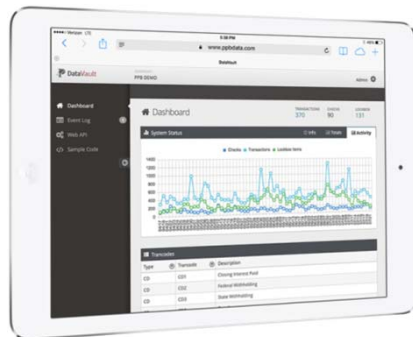 Verizon LTE
5:38 PM
www.ppbdata.com
DataVault
DataVault
PPB DEMO
Admin
Dashboard
Event Log
Web API
Sample Code
Dashboard
TRANSACTIONS
370
CHECKS
90
LOCKBOX
131
System Status
Info
Activity
Checks
Transactions
Lockbox Items
1400
1200
1000
800
600
400
200
0
Trancodes
Type
Trancode
Description
CD
CD1
Closing Interest Paid
CD
CD2
Federal Withholding
CD
CD3
State Withholding